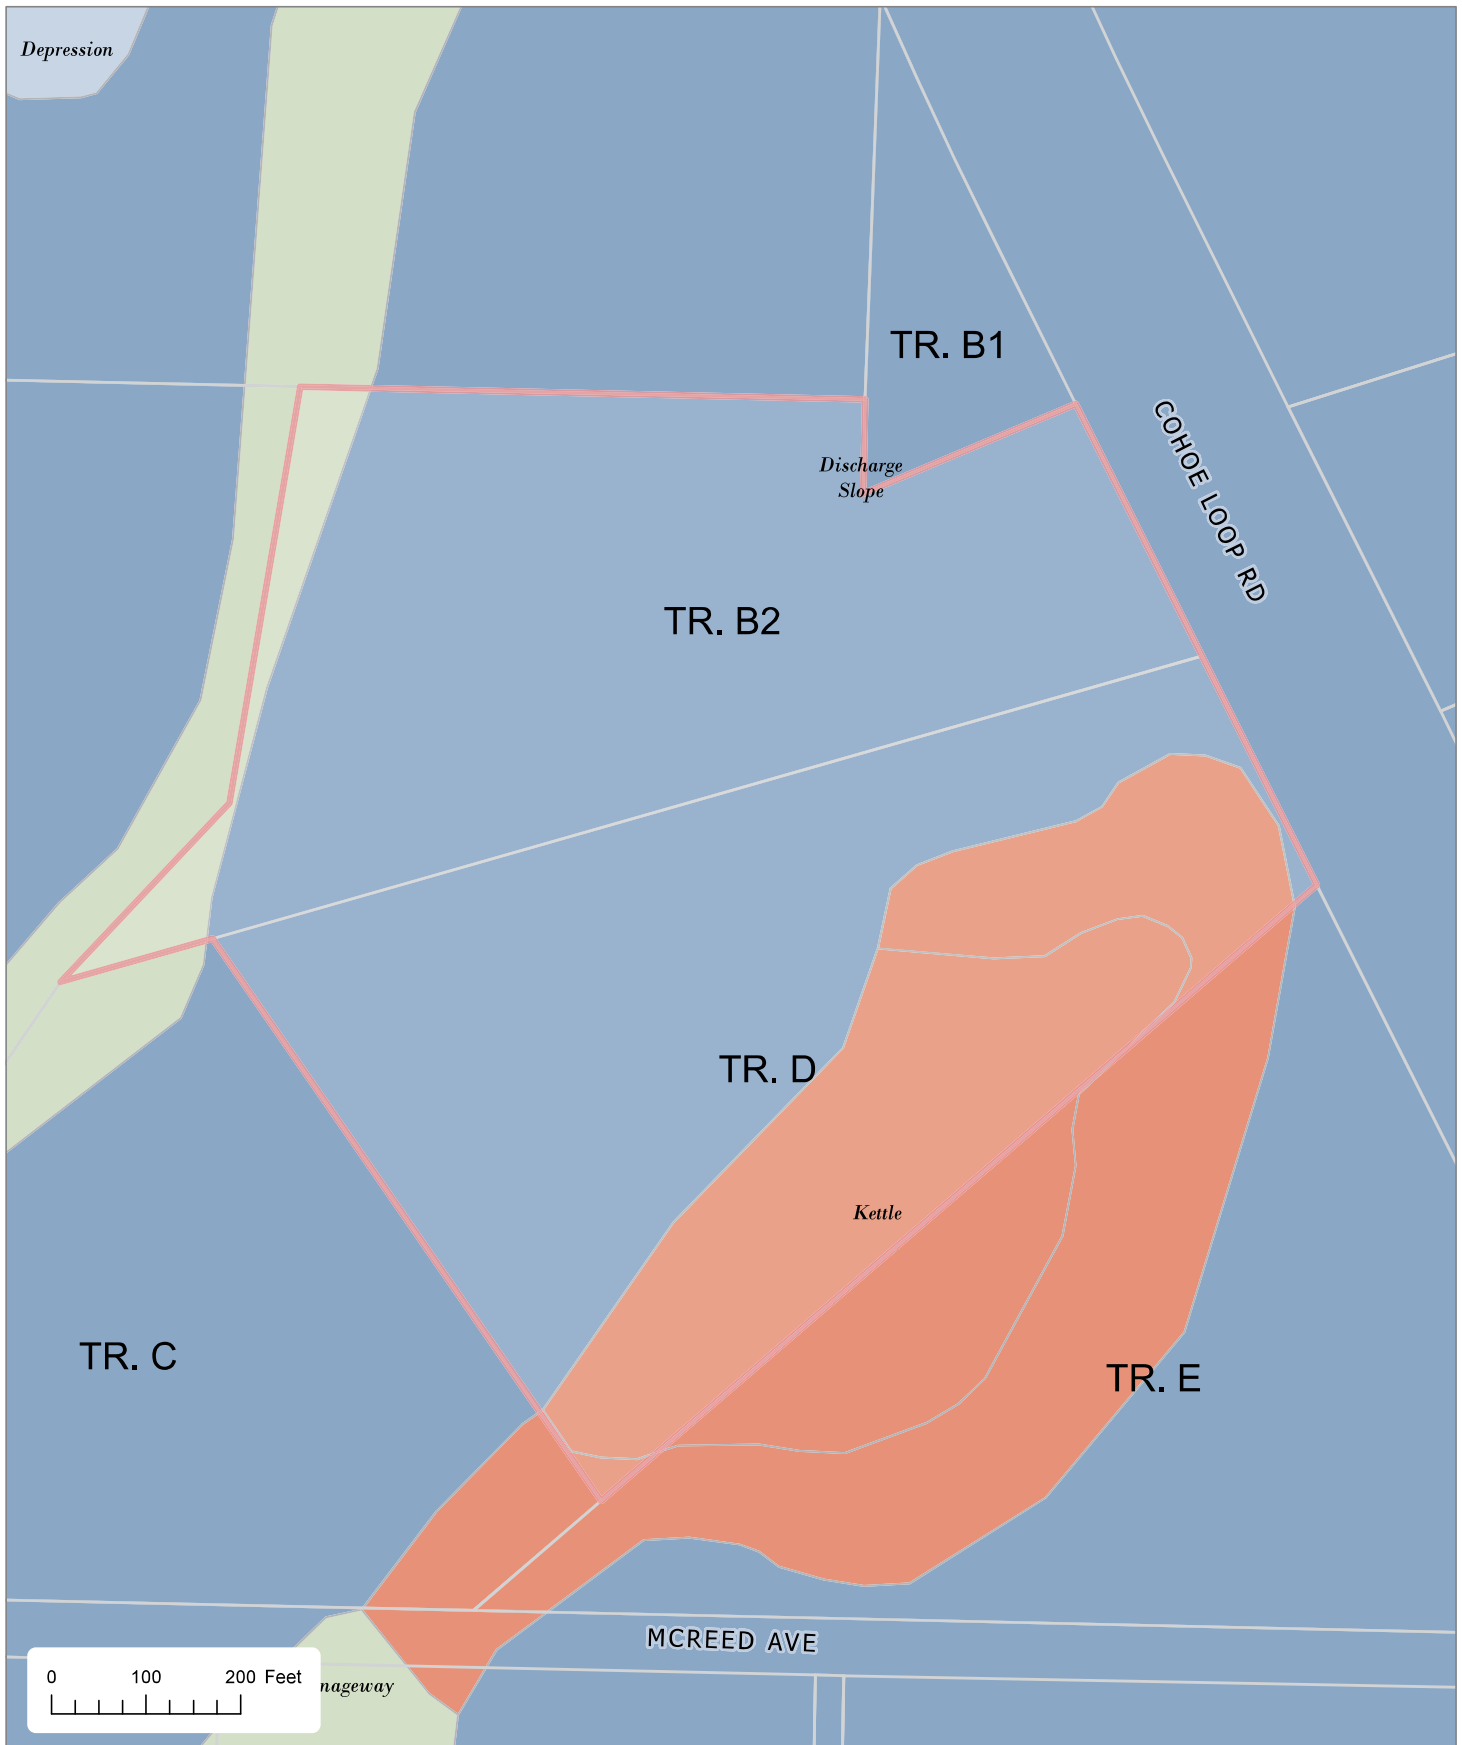 Depression
TR. B1
COHOE LOOP RD
Discharge
Slope
TR. B2
TR. D
Kettle
TR. C
TR. E
MCREED AVE
0 100 200 Feet
nageway